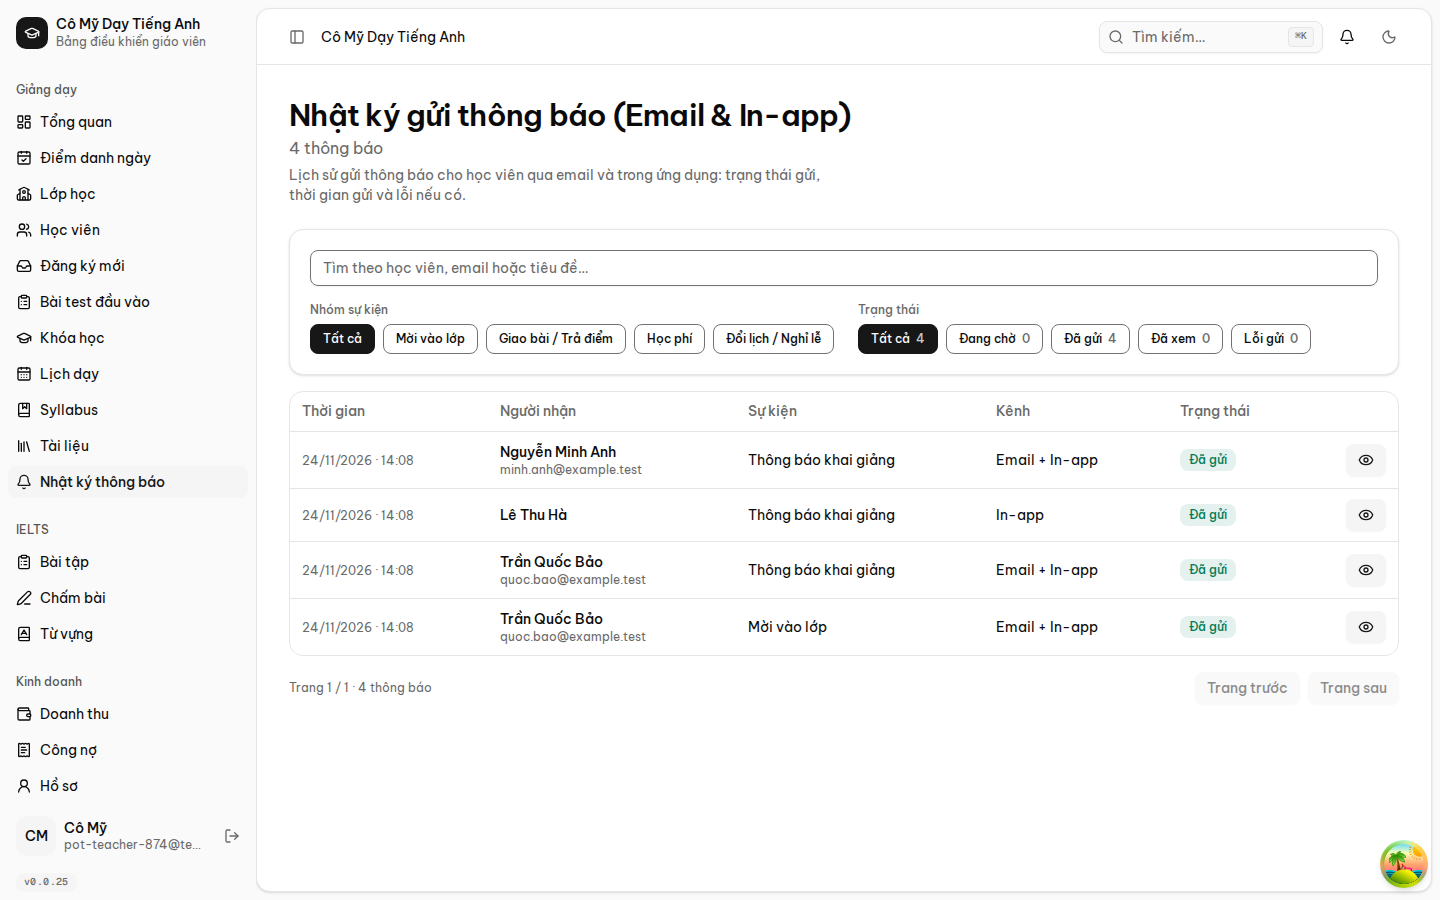 Cô Mỹ Dạy Tiếng Anh
Bảng điều khiển giáo viên
Giảng dạy
Tổng quan
Điểm danh ngày
Lớp học
Học viên
Đăng ký mới
Bài test đầu vào
Khóa học
Lịch dạy
Syllabus
Tài liệu
Nhật ký thông báo
IELTS
Bài tập
Chấm bài
Từ vựng
Kinh doanh
Doanh thu
Công nợ
Hồ sơ
CM
Cô Mỹ
pot-teacher-874@te...
v0.0.25
Cô Mỹ Dạy Tiếng Anh
Tìm kiếm... ⌘K
Nhật ký gửi thông báo (Email & In-app)
4 thông báo
Lịch sử gửi thông báo cho học viên qua email và trong ứng dụng: trạng thái gửi,
thời gian gửi và lỗi nếu có.
Tìm theo học viên, email hoặc tiêu đề...
Nhóm sự kiện
Tất cả Mời vào lớp Giao bài / Trả điểm Học phí Đổi lịch / Nghỉ lễ
Trạng thái
Tất cả 4 Đang chờ 0 Đã gửi 4 Đã xem 0 Lỗi gửi 0
Thời gian Người nhận Sự kiện Kênh Trạng thái
24/11/2026 · 14:08 Nguyễn Minh Anh Thông báo khai giảng Email + In-app Đã gửi
minh.anh@example.test
24/11/2026 · 14:08 Lê Thu Hà Thông báo khai giảng In-app Đã gửi
24/11/2026 · 14:08 Trần Quốc Bảo Thông báo khai giảng Email + In-app Đã gửi
quoc.bao@example.test
24/11/2026 · 14:08 Trần Quốc Bảo Mời vào lớp Email + In-app Đã gửi
quoc.bao@example.test
Trang 1 / 1 · 4 thông báo
Trang trước Trang sau